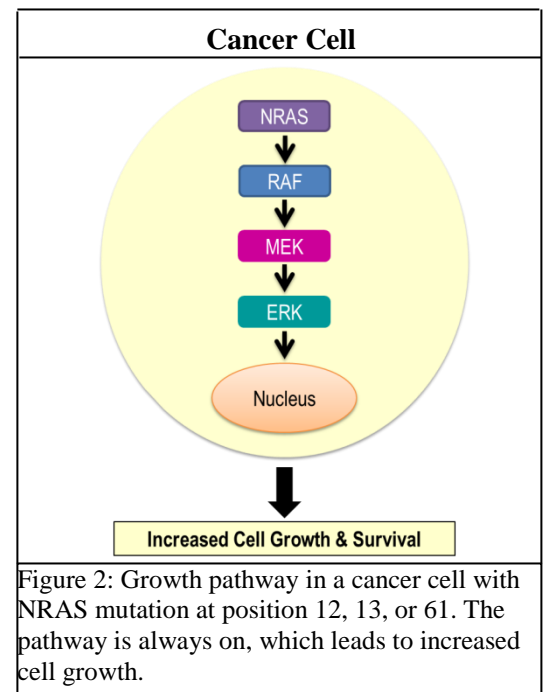 Cancer Cell
NRAS
RAF
MEK
ERK
Nucleus
Increased Cell Growth & Survival
Figure 2: Growth pathway in a cancer cell with
NRAS mutation at position 12, 13, or 61. The
pathway is always on, which leads to increased
cell growth.